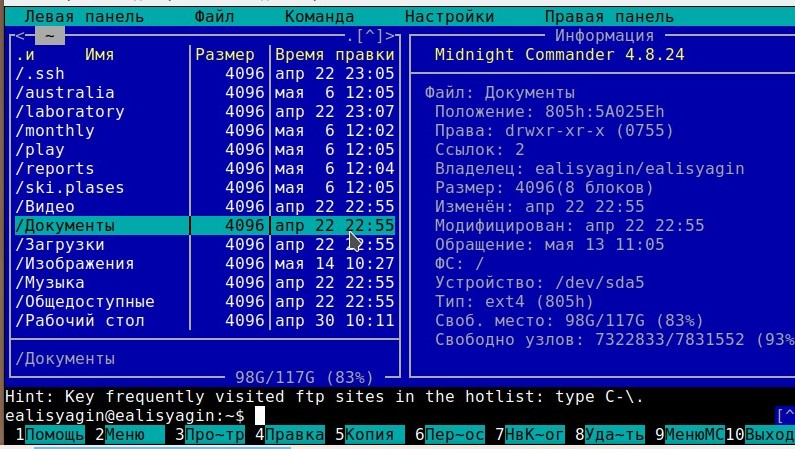 Левая панель Файл Команда Настройки Правая панель
<─ ~ ─ .[^]>
.и Имя Размер Время правки
/.ssh 4096 апр 22 23:05
/australia 4096 мая 6 12:05
/laboratory 4096 апр 22 23:07
/monthly 4096 мая 6 12:02
/play 4096 мая 6 12:05
/reports 4096 мая 6 12:04
/ski.plases 4096 мая 6 12:05
/Видео 4096 апр 22 22:55
/Документы 4096 апр 22 22:55
/Загрузки 4096 апр 22 22:55
/Изображения 4096 мая 14 10:27
/Музыка 4096 апр 22 22:55
/Общедоступные 4096 апр 22 22:55
/Рабочий стол 4096 апр 30 10:11
/Документы
98G/117G (83%)
Информация
Midnight Commander 4.8.24
Файл: Документы
Положение: 805h:5A025Eh
Права: drwxr-xr-x (0755)
Ссылок: 2
Владелец: ealisyagin/ealisyagin
Размер: 4096(8 блоков)
Изменён: апр 22 22:55
Модифицирован: апр 22 22:55
Обращение: мая 13 11:05
ФС: /
Устройство: /dev/sda5
Тип: ext4 (805h)
Своб. место: 98G/117G (83%)
Свободно узлов: 7322833/7831552 (93%
Hint: Key frequently visited ftp sites in the hotlist: type C-\.
ealisyagin@ealisyagin:~$ [^
1Помощь 2Меню 3Про~тр 4Правка 5Копия 6Пер~ос 7НвК~ог 8Уда~ть 9МенюMC 10Выход